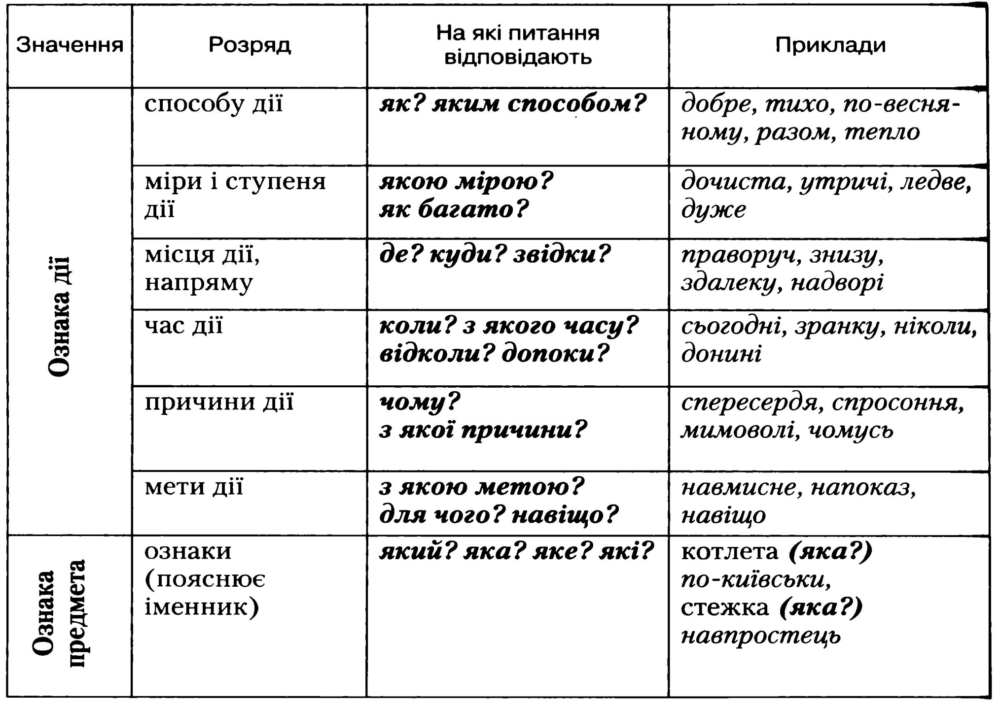 Значення
Розряд
На які питання
відповідають
Приклади
Ознака дії
способу дії
як? яким способом?
добре, тихо, по-весня-
ному, разом, тепло
міри і ступеня
дії
якою мірою?
як багато?
дочиста, утричі, ледве,
дуже
місця дії,
напряму
де? куди? звідки?
праворуч, знизу,
здалеку, надворі
час дії
коли? з якого часу?
відколи? допоки?
сьогодні, зранку, ніколи,
донині
причини дії
чому?
з якої причини?
спересердя, спросоння,
мимоволі, чомусь
мети дії
з якою метою?
для чого? навіщо?
навмисне, напоказ,
навіщо
Ознака
предмета
ознаки
(пояснює
іменник)
який? яка? яке? які?
котлета (яка?)
по-київськи,
стежка (яка?)
навпростець